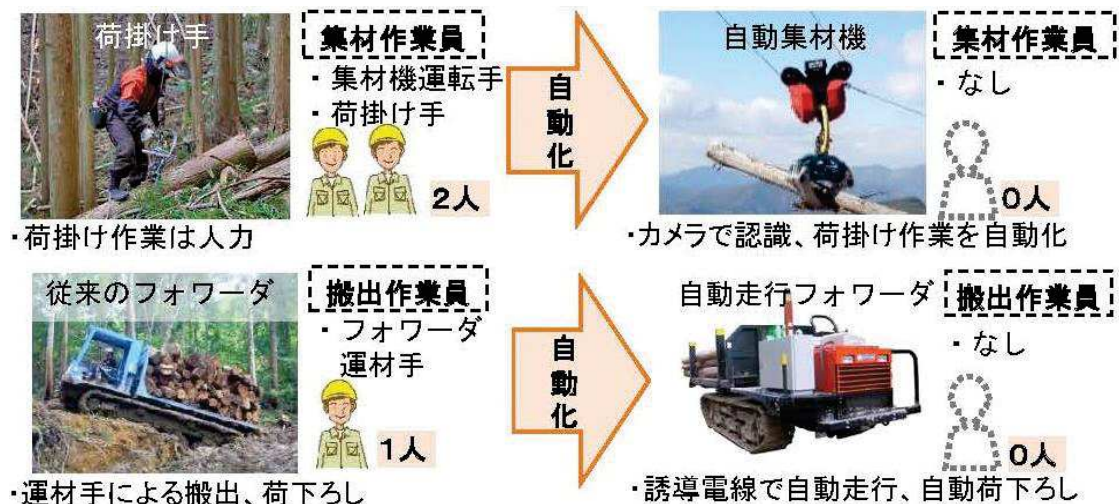 荷掛け手
集材作業員
・集材機運転手
・荷掛け手
2人
・荷掛け作業は人力
自動化
自動集材機
集材作業員
・なし
0人
・カメラで認識、荷掛け作業を自動化
従来のフォワーダ
搬出作業員
・フォワーダ
運材手
1人
・運材手による搬出、荷下ろし
自動化
自動走行フォワーダ
搬出作業員
・なし
0人
・誘導電線で自動走行、自動荷下ろし